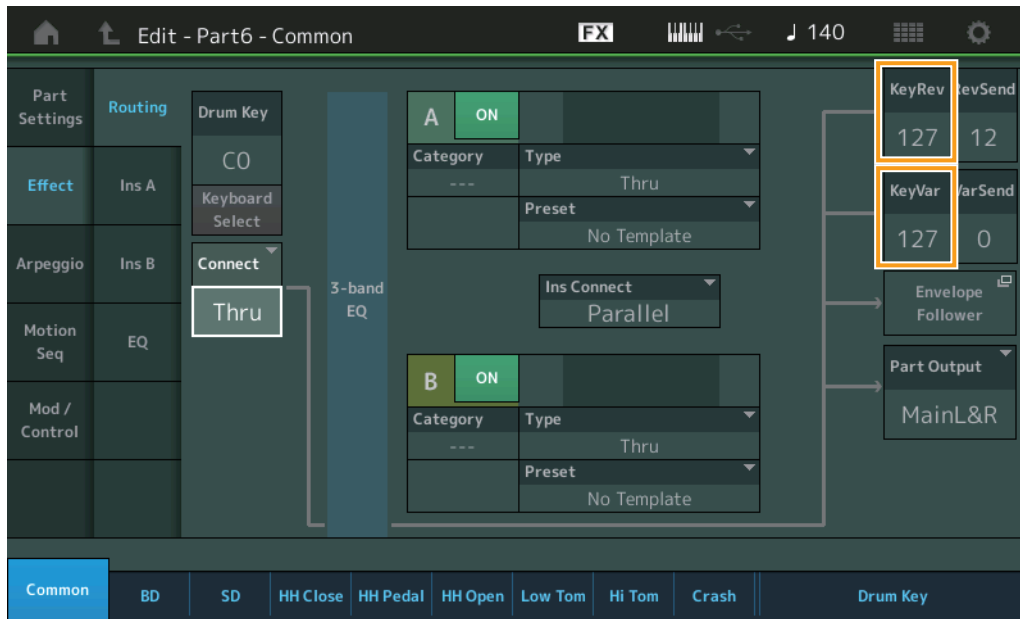 Edit - Part6 - Common
FX
♩ 140
Part
Settings
Effect
Arpeggio
Motion
Seq
Mod /
Control
Routing
Ins A
Ins B
EQ
Drum Key
C0
Keyboard
Select
Connect
Thru
3-band
EQ
A ON
Category Type
--- Thru
Preset
No Template
Ins Connect
Parallel
B ON
Category Type
--- Thru
Preset
No Template
KeyRev RevSend
127 12
KeyVar VarSend
127 0
Envelope
Follower
Part Output
MainL&R
Common BD SD HH Close HH Pedal HH Open Low Tom Hi Tom Crash Drum Key